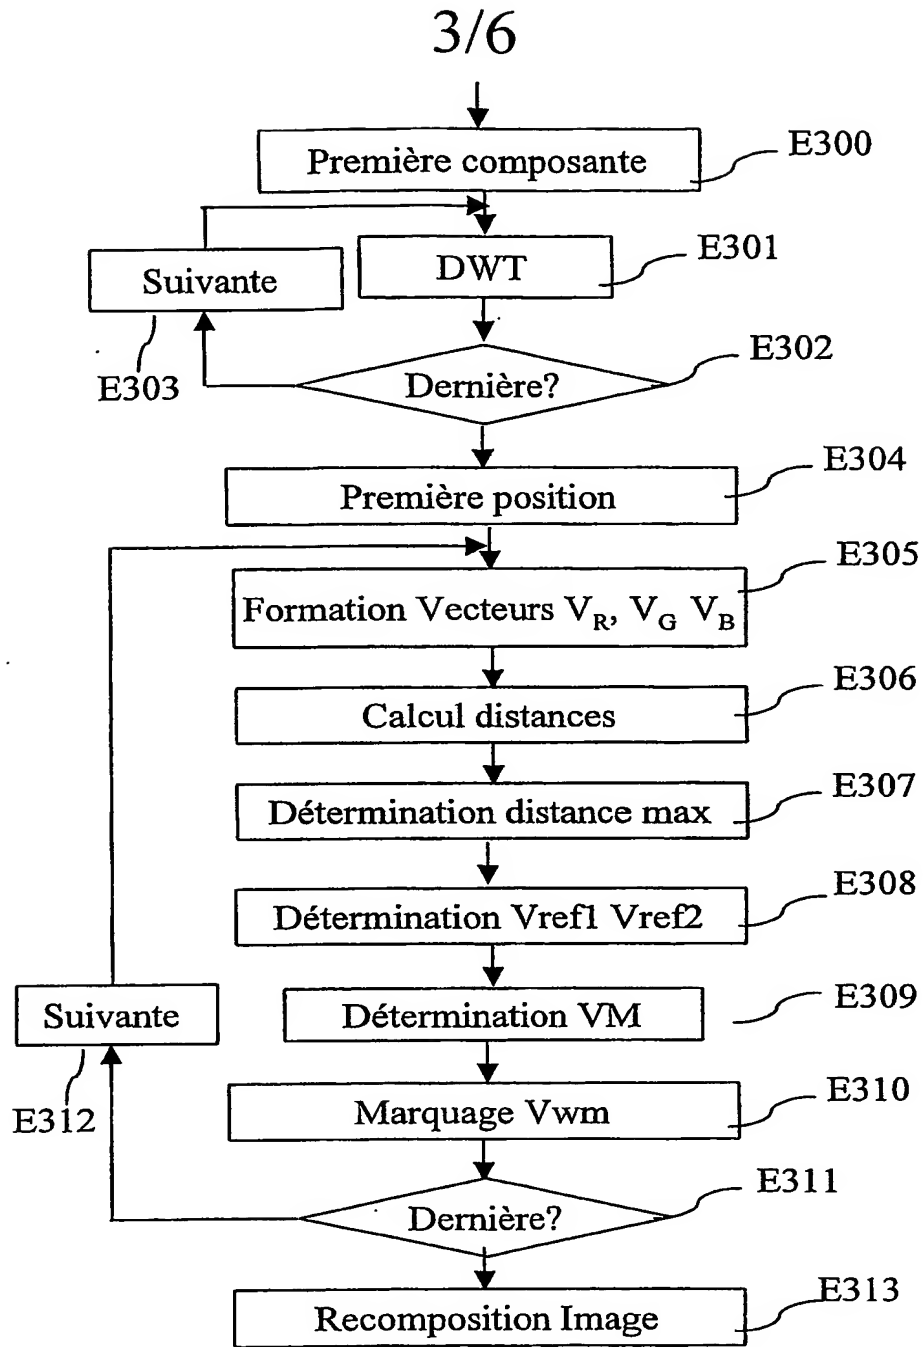 3/6
Première composante
E300
DWT
E301
Suivante
E303
Dernière?
E302
Première position
E304
Formation Vecteurs V_R, V_G V_B
E305
Calcul distances
E306
Détermination distance max
E307
Détermination Vref1 Vref2
E308
Suivante
E312
Détermination VM
E309
Marquage Vwm
E310
Dernière?
E311
Recomposition Image
E313